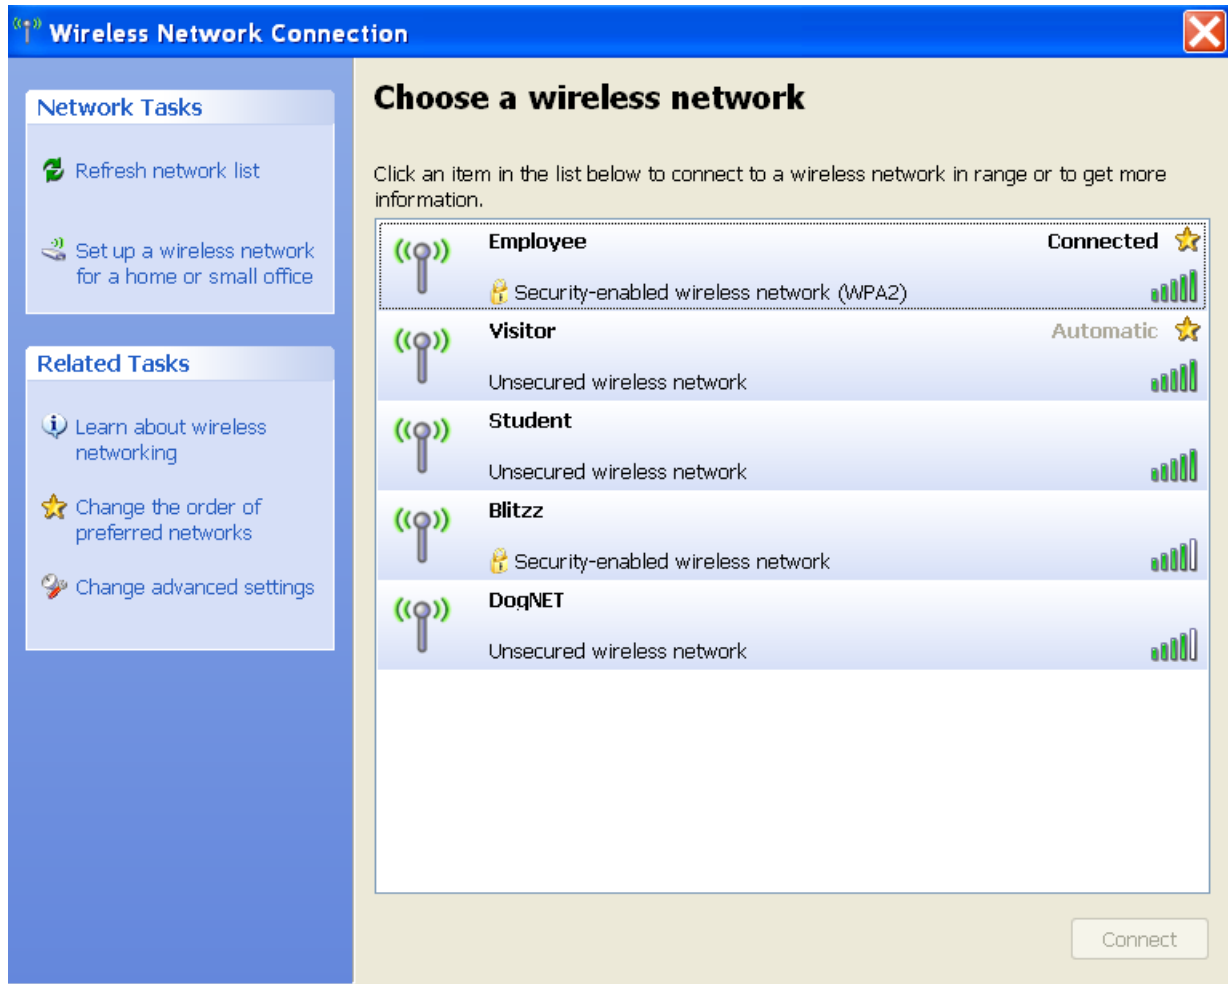 Wireless Network Connection
Network Tasks
Refresh network list
Set up a wireless network
for a home or small office
Related Tasks
Learn about wireless
networking
Change the order of
preferred networks
Change advanced settings
Choose a wireless network
Click an item in the list below to connect to a wireless network in range or to get more
information.
Employee Connected
Security-enabled wireless network (WPA2)
Visitor Automatic
Unsecured wireless network
Student
Unsecured wireless network
Blitzz
Security-enabled wireless network
DogNET
Unsecured wireless network
Connect